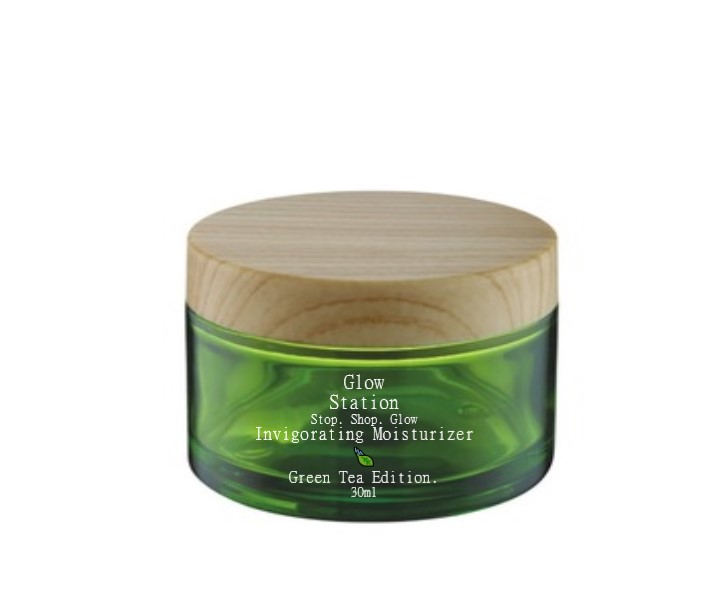 Glow
Station
Stop. Shop. Glow
Invigorating Moisturizer
Green Tea Edition.
30ml